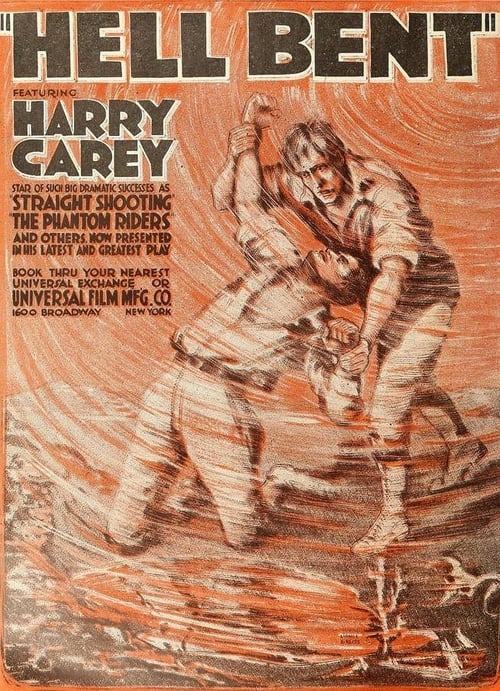 "HELL BENT"
FEATURING
HARRY
CAREY
STAR OF SUCH BIG DRAMATIC SUCCESSES AS
"STRAIGHT SHOOTING"
"THE PHANTOM RIDERS"
AND OTHERS. NOW PRESENTED
IN HIS LATEST AND GREATEST PLAY
BOOK THRU YOUR NEAREST
UNIVERSAL EXCHANGE OR
UNIVERSAL FILM MFG. CO.
1600 BROADWAY NEW YORK